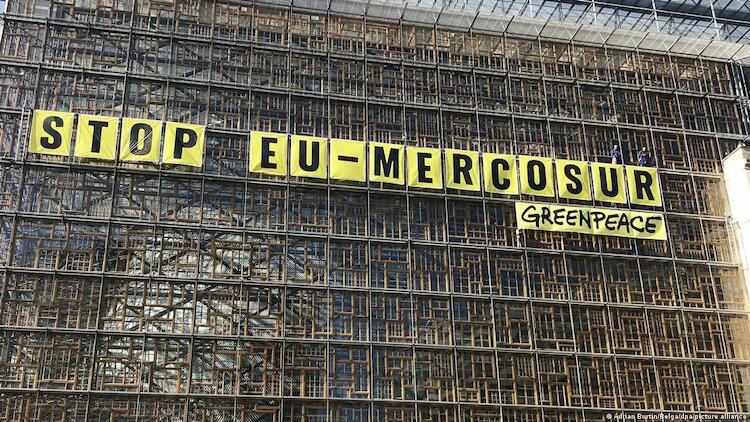 STOP EU-MERCOSUR
GREENPEACE
© Adrian Burtin/Belga/dpa/picture alliance